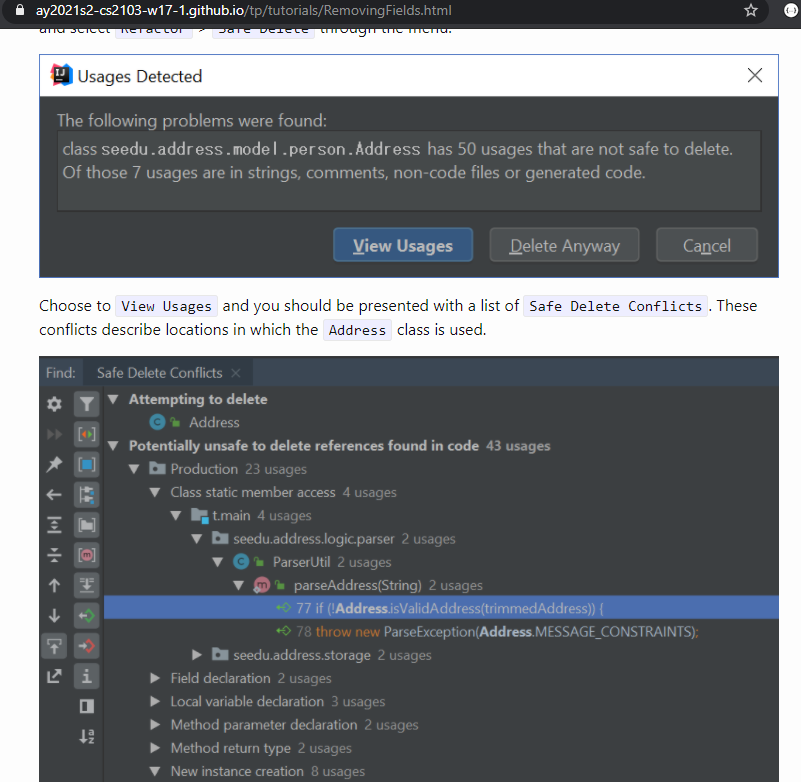 ay2021s2-cs2103-w17-1.github.io/tp/tutorials/RemovingFields.html
and select Refactor > Safe Delete through the menu.
Usages Detected
The following problems were found:
class seedu.address.model.person.Address has 50 usages that are not safe to delete.
Of those 7 usages are in strings, comments, non-code files or generated code.
View Usages Delete Anyway Cancel
Choose to View Usages and you should be presented with a list of Safe Delete Conflicts. These
conflicts describe locations in which the Address class is used.
Find: Safe Delete Conflicts
Attempting to delete
Address
Potentially unsafe to delete references found in code 43 usages
Production 23 usages
Class static member access 4 usages
t.main 4 usages
seedu.address.logic.parser 2 usages
ParserUtil 2 usages
parseAddress(String) 2 usages
77 if (!Address.isValidAddress(trimmedAddress)) {
78 throw new ParseException(Address.MESSAGE_CONSTRAINTS);
seedu.address.storage 2 usages
Field declaration 2 usages
Local variable declaration 3 usages
Method parameter declaration 2 usages
Method return type 2 usages
New instance creation 8 usages